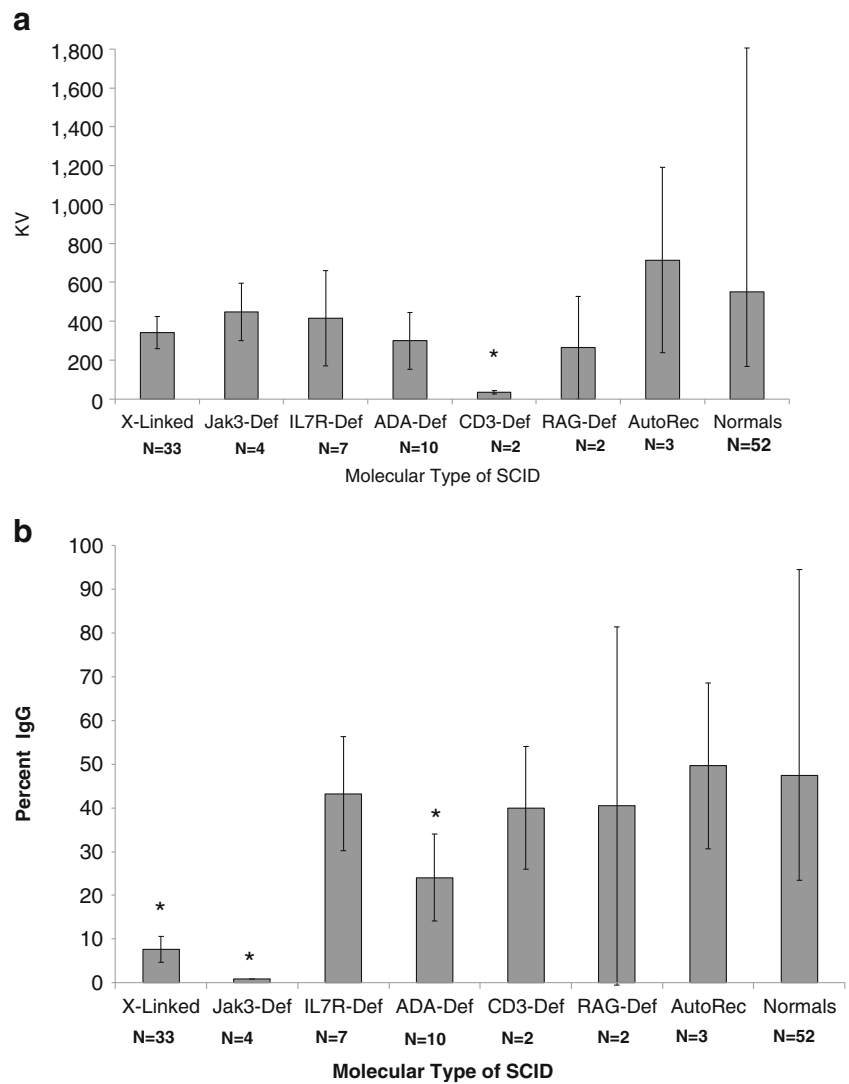 a
1,800
1,600
1,400
1,200
1,000
800
600
400
200
0
KV
*
X-Linked Jak3-Def IL7R-Def ADA-Def CD3-Def RAG-Def AutoRec Normals
N=33 N=4 N=7 N=10 N=2 N=2 N=3 N=52
Molecular Type of SCID
b
100
90
80
70
60
50
40
30
20
10
0
Percent IgG
* * *
X-Linked Jak3-Def IL7R-Def ADA-Def CD3-Def RAG-Def AutoRec Normals
N=33 N=4 N=7 N=10 N=2 N=2 N=3 N=52
Molecular Type of SCID